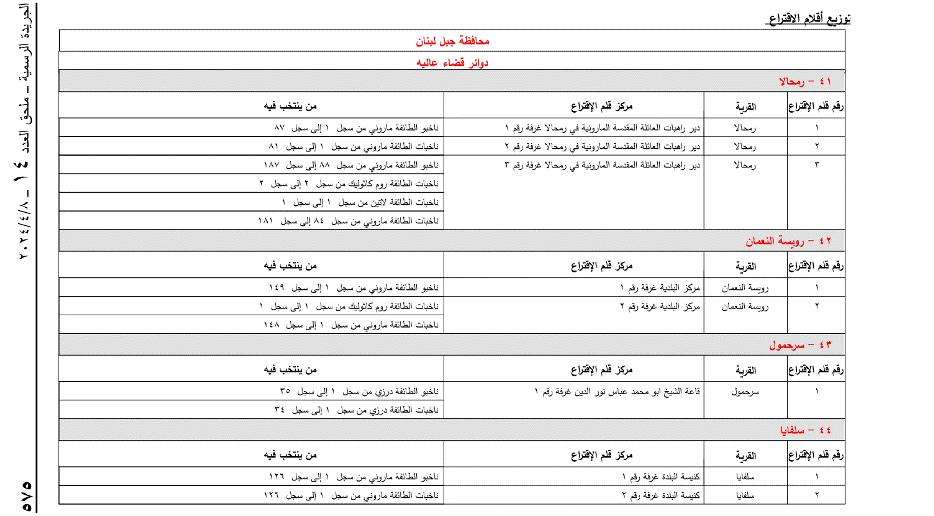 توزيع أقلام الإقتراع
محافظة جبل لبنان
دوائر قضاء عاليه
٤١ - رمحالا
رقم قلم الإقتراع القرية مركز قلم الإقتراع من ينتخب فيه
١ رمحالا دير راهبات العائلة المقدسة المارونية في رمحالا غرفة رقم ١ ناخبو الطائفة ماروني من سجل ١ إلى سجل ٨٧
٢ رمحالا دير راهبات العائلة المقدسة المارونية في رمحالا غرفة رقم ٢ ناخبات الطائفة ماروني من سجل ١ إلى سجل ٨١
٣ رمحالا دير راهبات العائلة المقدسة المارونية في رمحالا غرفة رقم ٣ ناخبو الطائفة ماروني من سجل ٨٨ إلى سجل ١٨٧
ناخبات الطائفة روم كاثوليك من سجل ٢ إلى سجل ٢
ناخبات الطائفة لاتين من سجل ١ إلى سجل ١
ناخبات الطائفة ماروني من سجل ٨٤ إلى سجل ١٨١
٤٢ - رويسة النعمان
رقم قلم الإقتراع القرية مركز قلم الإقتراع من ينتخب فيه
١ رويسة النعمان مركز البلدية غرفة رقم ١ ناخبو الطائفة ماروني من سجل ١ إلى سجل ١٤٩
٢ رويسة النعمان مركز البلدية غرفة رقم ٢ ناخبات الطائفة روم كاثوليك من سجل ١ إلى سجل ١
ناخبات الطائفة ماروني من سجل ١ إلى سجل ١٤٨
٤٣ - سرحمول
رقم قلم الإقتراع القرية مركز قلم الإقتراع من ينتخب فيه
١ سرحمول قاعة الشيخ ابو محمد عباس نور الدين غرفة رقم ١ ناخبو الطائفة درزي من سجل ١ إلى سجل ٣٥
ناخبات الطائفة درزي من سجل ١ إلى سجل ٣٤
٤٤ - سلفايا
رقم قلم الإقتراع القرية مركز قلم الإقتراع من ينتخب فيه
١ سلفايا كنيسة البلدة غرفة رقم ١ ناخبو الطائفة ماروني من سجل ١ إلى سجل ١٢٦
٢ سلفايا كنيسة البلدة غرفة رقم ٢ ناخبات الطائفة ماروني من سجل ١ إلى سجل ١٢٦
الجريدة الرسمية - ملحق العدد ١٤ - ٢٠٢٤/٤/٨
٥٧٥